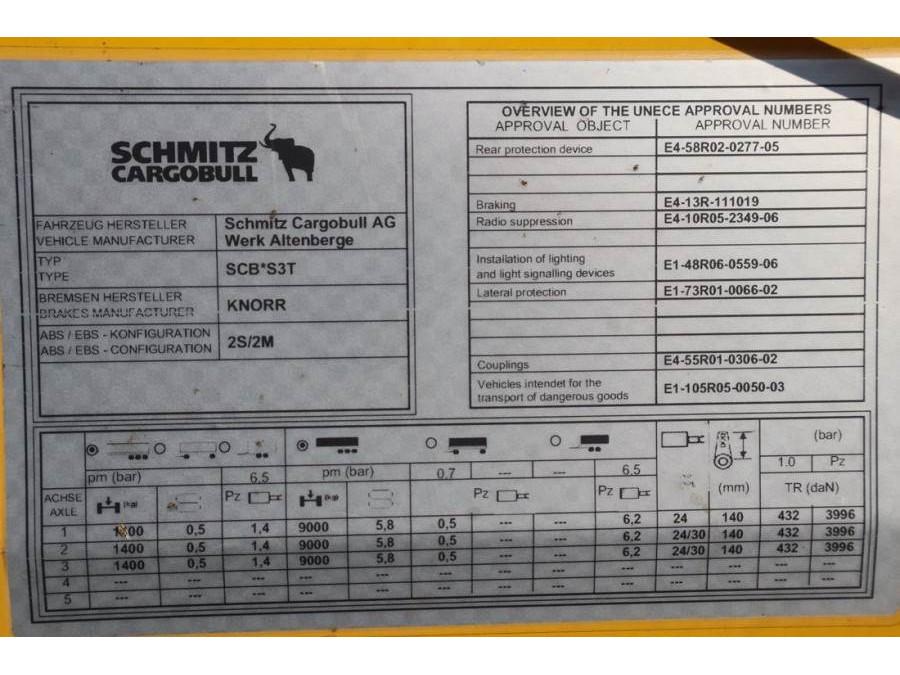 SCHMITZ
CARGOBULL
FAHRZEUG HERSTELLER
VEHICLE MANUFACTURER
Schmitz Cargobull AG
Werk Altenberge
TYP
TYPE
SCB*S3T
BREMSEN HERSTELLER
BRAKES MANUFACTURER
KNORR
ABS / EBS - KONFIGURATION
ABS / EBS - CONFIGURATION
2S/2M
OVERVIEW OF THE UNECE APPROVAL NUMBERS
APPROVAL OBJECT APPROVAL NUMBER
Rear protection device E4-58R02-0277-05
Braking E4-13R-111019
Radio suppression E4-10R05-2349-06
Installation of lighting
and light signalling devices E1-48R06-0559-06
Lateral protection E1-73R01-0066-02
Couplings E4-55R01-0306-02
Vehicles intendet for the
transport of dangerous goods E1-105R05-0050-03
(bar)
pm (bar) 6.5 pm (bar) 0.7 --- --- 6.5 1.0 Pz
ACHSE
AXLE
(kg) Pz (kg) Pz Pz (mm) TR (daN)
1 0,5 1,4 9000 5,8 0,5 --- --- 6,2 24 140 432 3996
2 1400 0,5 1,4 9000 5,8 0,5 --- --- 6,2 24/30 140 432 3996
3 1400 0,5 1,4 9000 5,8 0,5 --- --- 6,2 24/30 140 432 3996
4 --- --- --- --- --- --- --- --- --- --- --- --- ---
5 --- --- --- --- --- --- --- --- --- --- --- --- ---